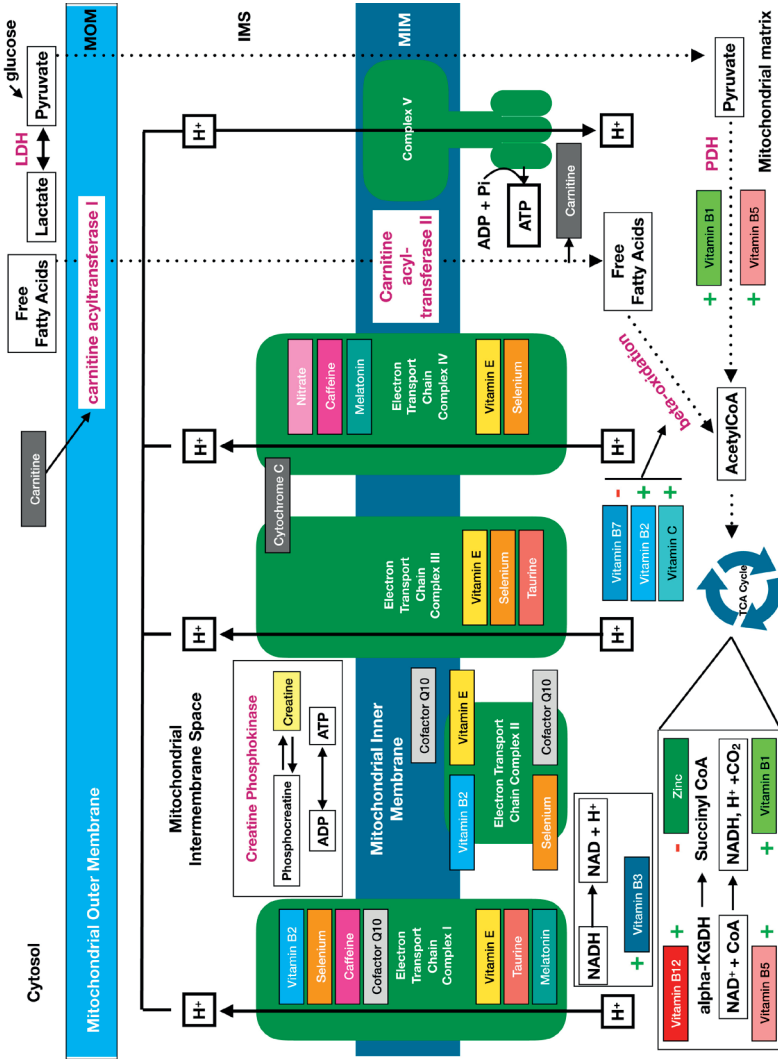 Cytosol
Carnitine
Free
Fatty Acids
Lactate
LDH
Pyruvate
glucose
Mitochondrial Outer Membrane
carnitine acyltransferase I
MOM
Mitochondrial
Intermembrane Space
IMS
H+
H+
H+
H+
Vitamin B2
Selenium
Caffeine
Cofactor Q10
Electron
Transport
Chain
Complex I
Vitamin E
Taurine
Melatonin
Creatine Phosphokinase
Phosphocreatine
Creatine
ADP
ATP
Mitochondrial Inner
Membrane
Cofactor Q10
Vitamin B2
Vitamin E
Electron Transport
Chain Complex II
Selenium
Cofactor Q10
Electron
Transport
Chain
Complex III
Vitamin E
Selenium
Taurine
Cytochrome C
Nitrate
Caffeine
Melatonin
Electron
Transport
Chain
Complex IV
Vitamin E
Selenium
Carnitine
acyl-
transferase II
MIM
Complex V
ADP + Pi
ATP
Carnitine
H+
H+
H+
H+
NADH
NAD + H+
+
Vitamin B3
Vitamin B7
-
Vitamin B2
+
Vitamin C
+
beta-oxidation
Free
Fatty Acids
Vitamin B12
+
-
Zinc
alpha-KGDH
Succinyl CoA
NAD+ + CoA
NADH, H+ +CO2
Vitamin B5
+
+
Vitamin B1
TCA Cycle
AcetylCoA
+
Vitamin B1
+
Vitamin B5
PDH
Pyruvate
Mitochondrial matrix